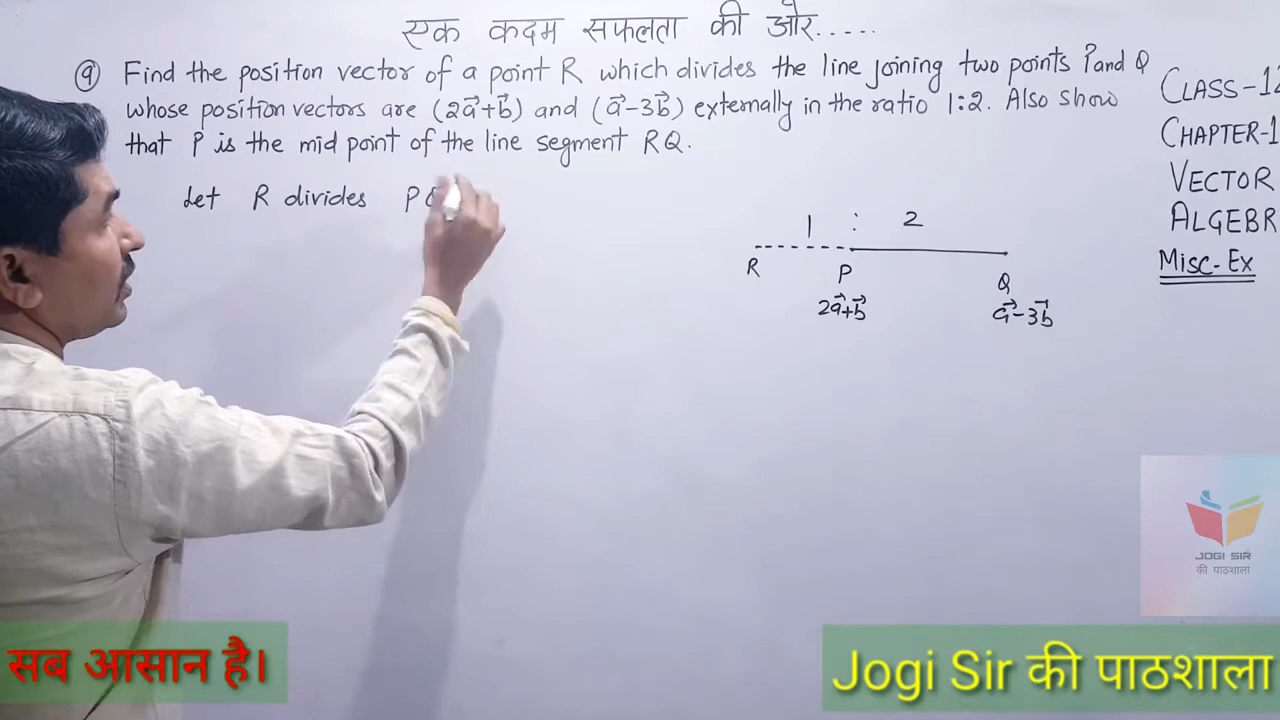 एक कदम सफलता की ओर.....
(9) Find the position vector of a point R which divides the line joining two points P and Q
whose position vectors are (2a⃗+b⃗) and (a⃗-3b⃗) externally in the ratio 1:2. Also show
that P is the mid point of the line segment RQ.
Let R divides P
1 : 2
R P Q
2a⃗+b⃗ a⃗-3b⃗
CLASS-12
CHAPTER-1
VECTOR
ALGEBR
Misc-Ex
JOGI SIR
की पाठशाला
सब आसान है।
Jogi Sir की पाठशाला